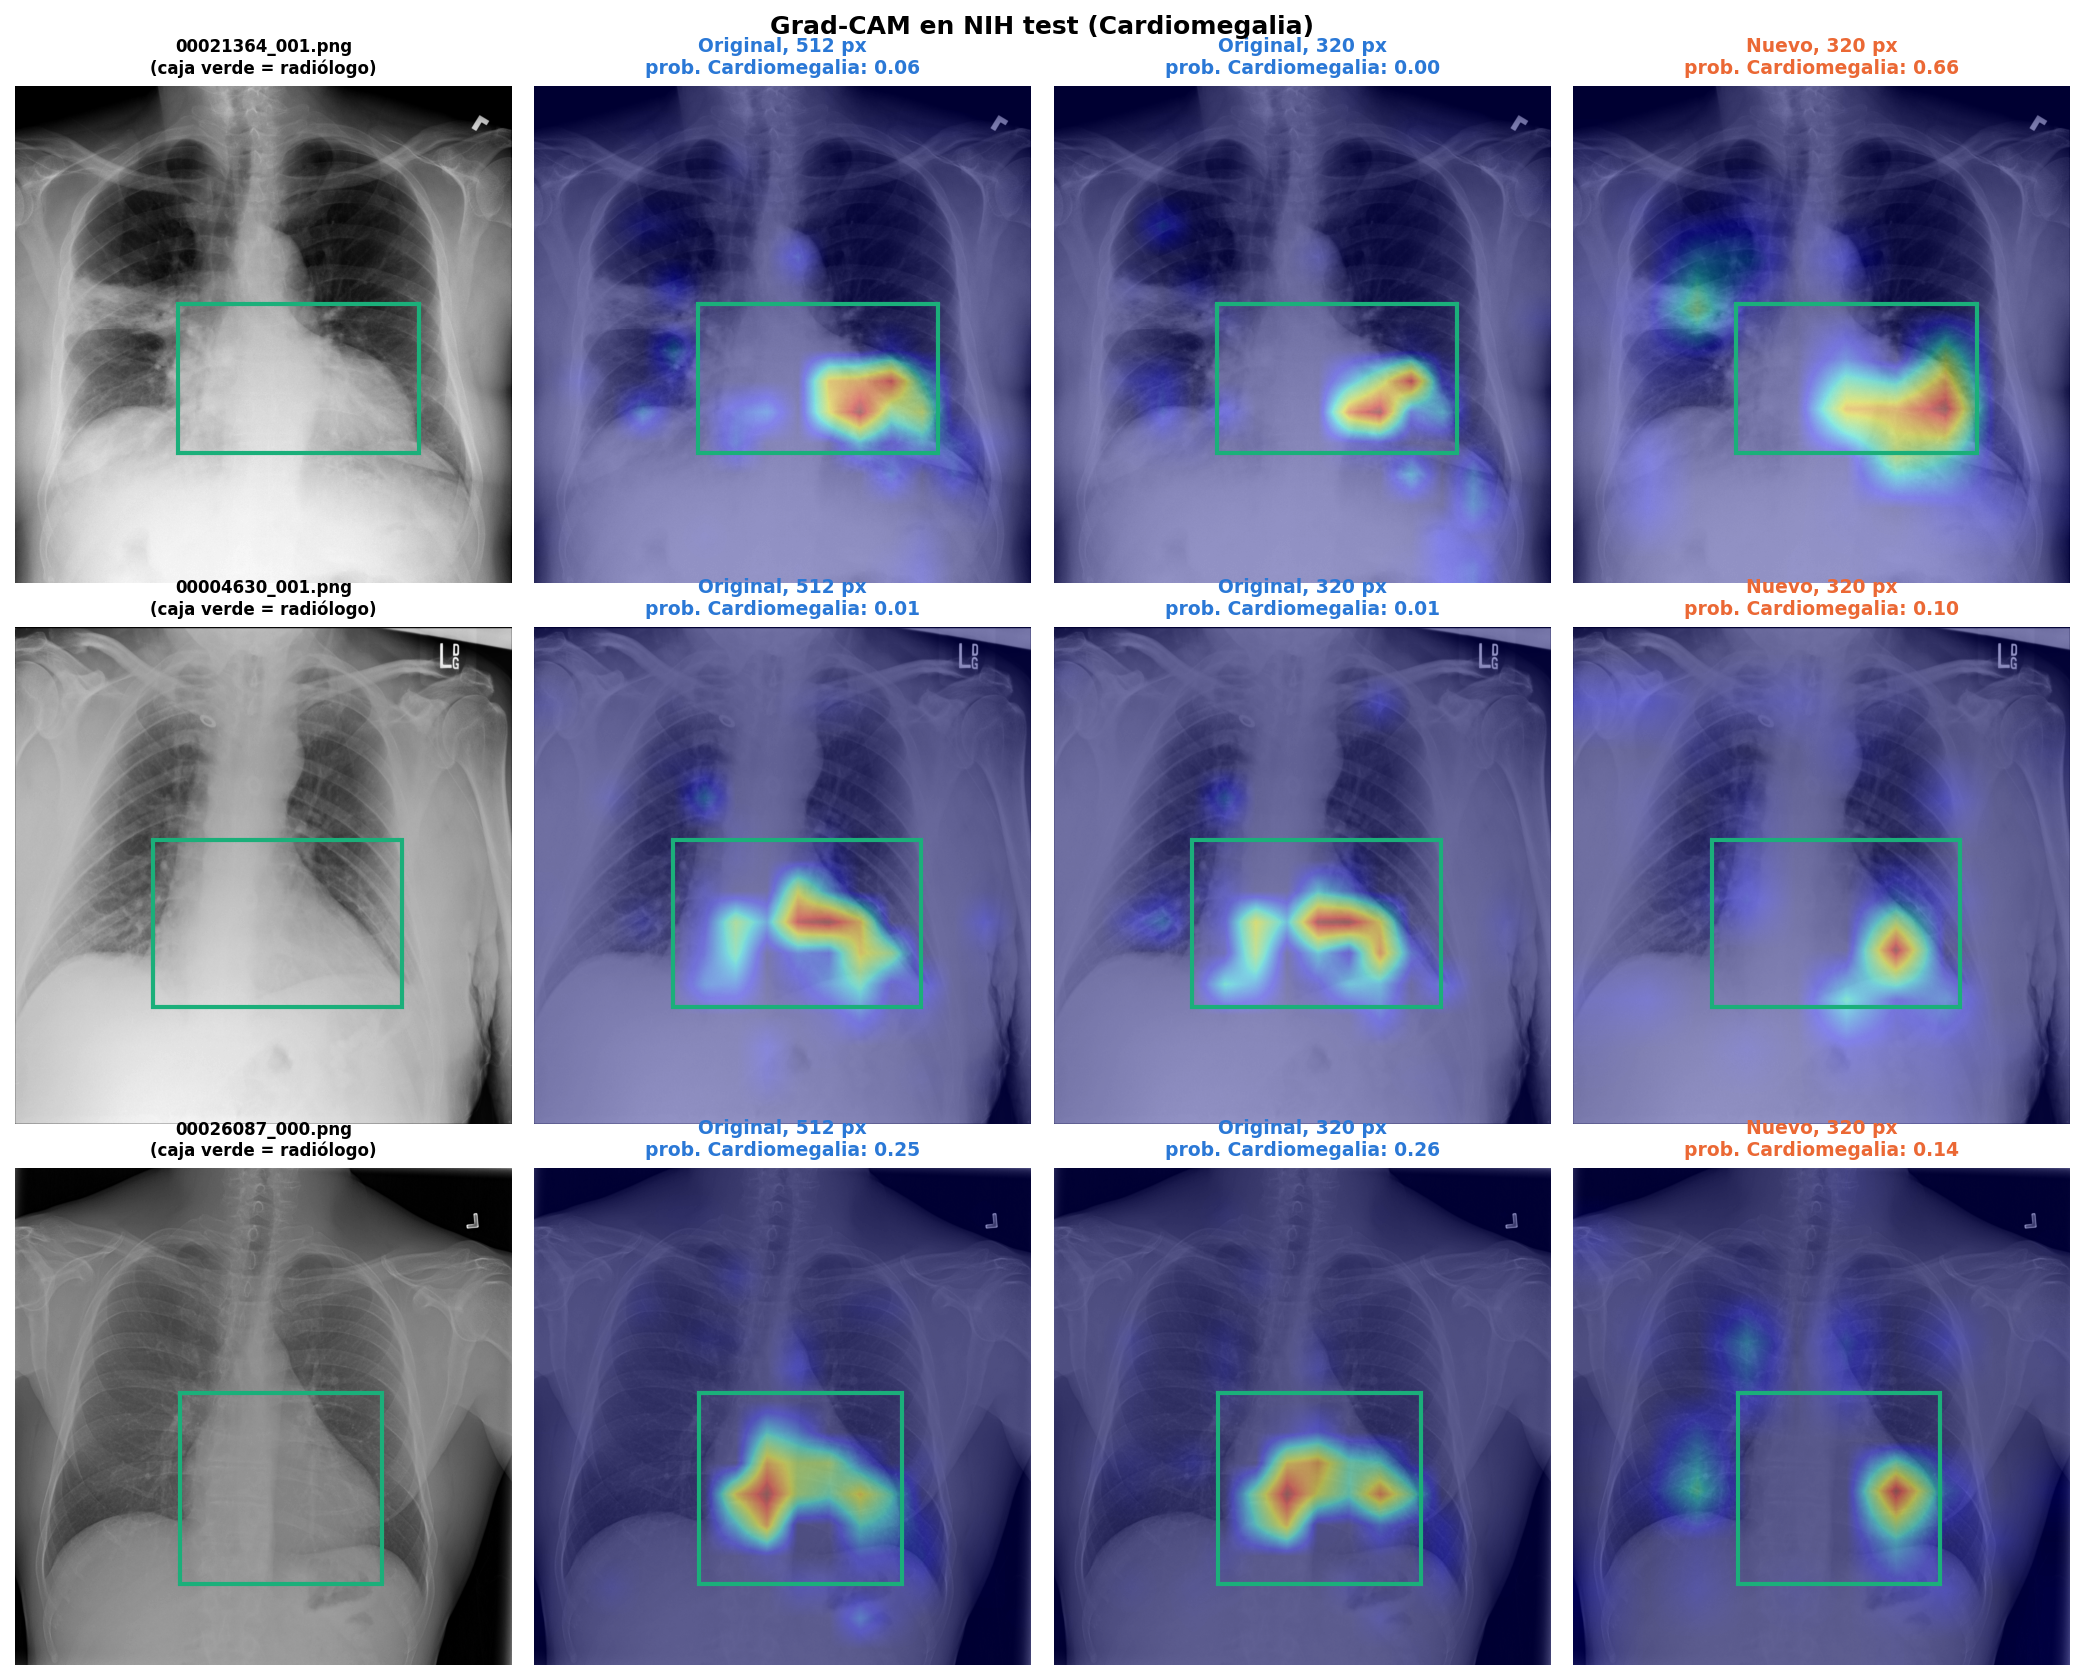 Grad-CAM en NIH test (Cardiomegalia)
00021364_001.png
(caja verde = radiólogo)
Original, 512 px
prob. Cardiomegalia: 0.06
Original, 320 px
prob. Cardiomegalia: 0.00
Nuevo, 320 px
prob. Cardiomegalia: 0.66
00004630_001.png
(caja verde = radiólogo)
Original, 512 px
prob. Cardiomegalia: 0.01
Original, 320 px
prob. Cardiomegalia: 0.01
Nuevo, 320 px
prob. Cardiomegalia: 0.10
L D
G
L D
G
L D
G
L D
G
00026087_000.png
(caja verde = radiólogo)
Original, 512 px
prob. Cardiomegalia: 0.25
Original, 320 px
prob. Cardiomegalia: 0.26
Nuevo, 320 px
prob. Cardiomegalia: 0.14
L
L
L
L